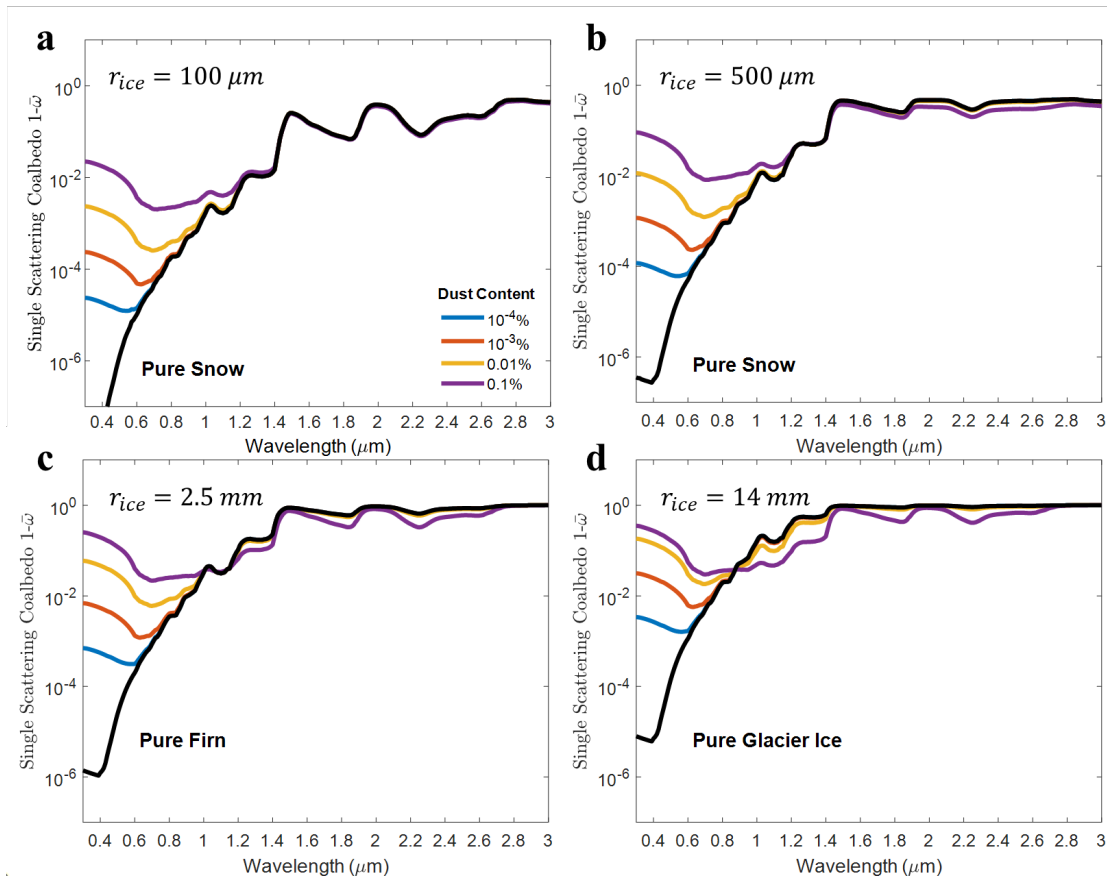 a
r_ice = 100 μm
Single Scattering Coalbedo 1-ω̄
10^0
10^-2
10^-4
10^-6
Dust Content
10^-4%
10^-3%
0.01%
0.1%
Pure Snow
0.4 0.6 0.8 1 1.2 1.4 1.6 1.8 2 2.2 2.4 2.6 2.8 3
Wavelength (μm)
b
r_ice = 500 μm
Single Scattering Coalbedo 1-ω̄
10^0
10^-2
10^-4
10^-6
Pure Snow
0.4 0.6 0.8 1 1.2 1.4 1.6 1.8 2 2.2 2.4 2.6 2.8 3
Wavelength (μm)
c
r_ice = 2.5 mm
Single Scattering Coalbedo 1-ω̄
10^0
10^-2
10^-4
10^-6
Pure Firn
0.4 0.6 0.8 1 1.2 1.4 1.6 1.8 2 2.2 2.4 2.6 2.8 3
Wavelength (μm)
d
r_ice = 14 mm
Single Scattering Coalbedo 1-ω̄
10^0
10^-2
10^-4
10^-6
Pure Glacier Ice
0.4 0.6 0.8 1 1.2 1.4 1.6 1.8 2 2.2 2.4 2.6 2.8 3
Wavelength (μm)